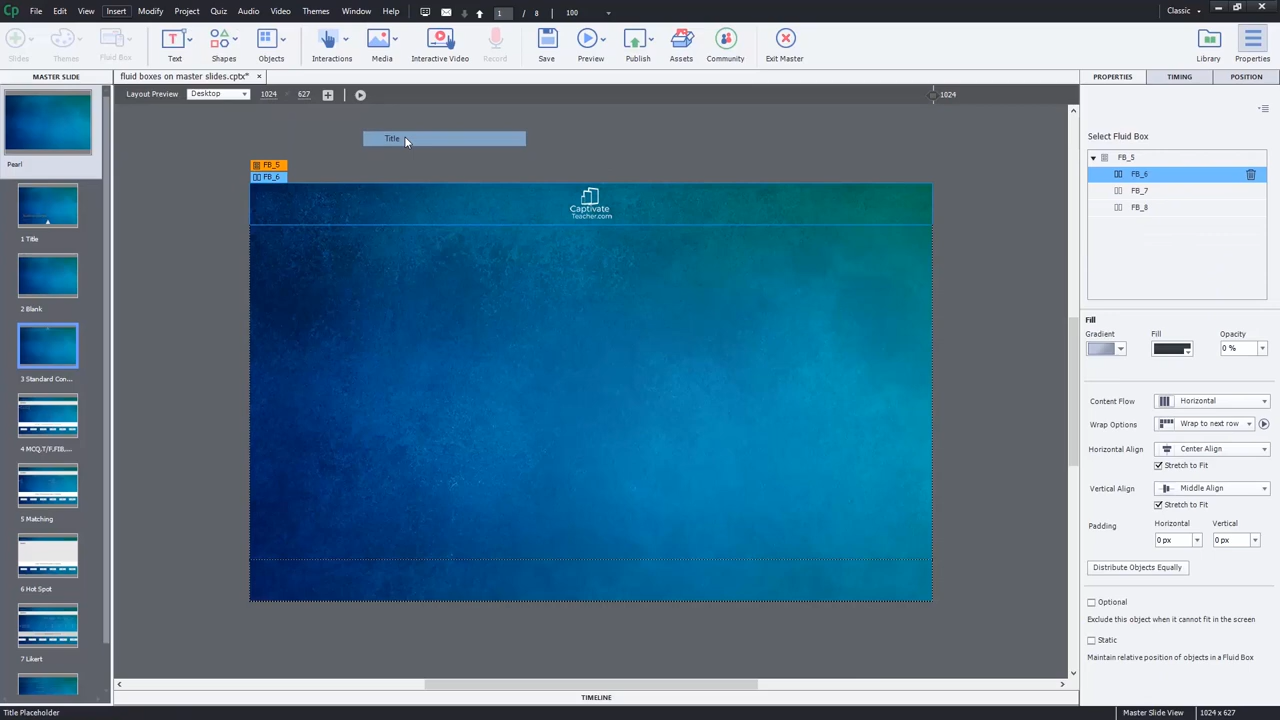 Cp
File Edit View Insert Modify Project Quiz Audio Video Themes Window Help 1 / 8 100 Classic
Slides Themes Fluid Box Text Shapes Objects Interactions Media Interactive Video Record Save Preview Publish Assets Community Exit Master Library Properties
MASTER SLIDE
fluid boxes on master slides.cptx* ×
PROPERTIES TIMING POSITION
Layout Preview Desktop 1024 × 627 1024
Title
Pearl
FB_5
FB_6
Captivate
Teacher.com
1 Title
2 Blank
3 Standard Con...
4 MCQ,T/F,FIB,...
5 Matching
6 Hot Spot
7 Likert
Select Fluid Box
FB_5
FB_6
FB_7
FB_8
Fill
Gradient Fill Opacity
0 %
Content Flow Horizontal
Wrap Options Wrap to next row
Horizontal Align Center Align
Stretch to Fit
Vertical Align Middle Align
Stretch to Fit
Padding Horizontal Vertical
0 px 0 px
Distribute Objects Equally
Optional
Exclude this object when it cannot fit in the screen
Static
Maintain relative position of objects in a Fluid Box
TIMELINE
Title Placeholder Master Slide View 1024 x 627